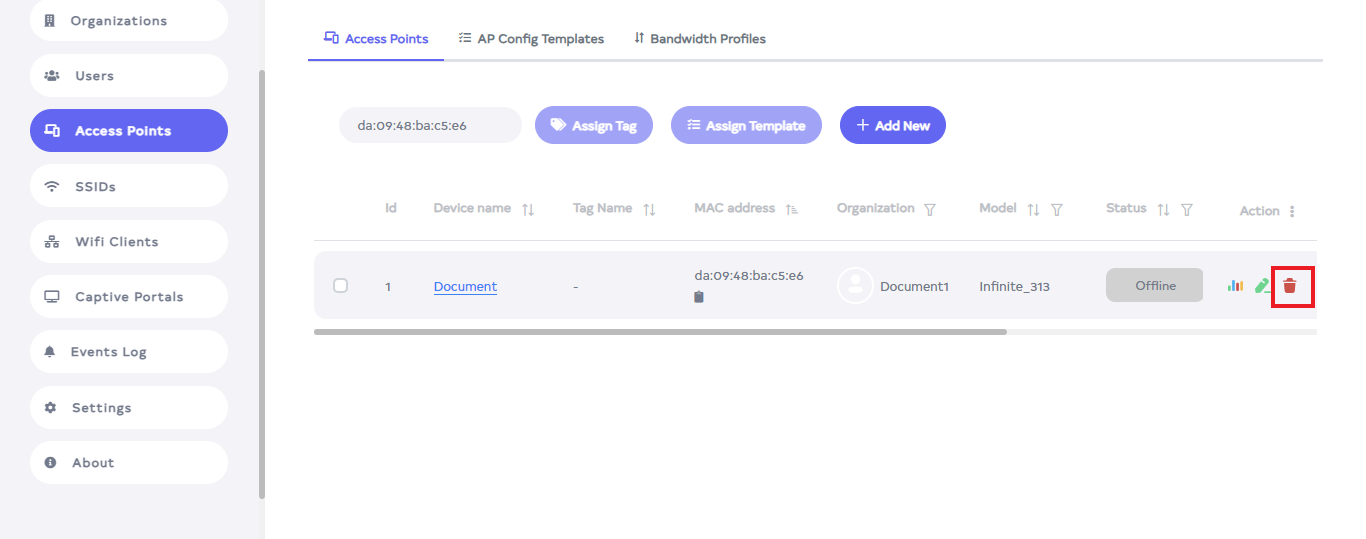 Organizations
Users
Access Points
SSIDs
Wifi Clients
Captive Portals
Events Log
Settings
About
Access Points AP Config Templates Bandwidth Profiles
da:09:48:ba:c5:e6 Assign Tag Assign Template + Add New
Id Device name Tag Name MAC address Organization Model Status Action
1 Document - da:09:48:ba:c5:e6 Document1 Infinite_313 Offline